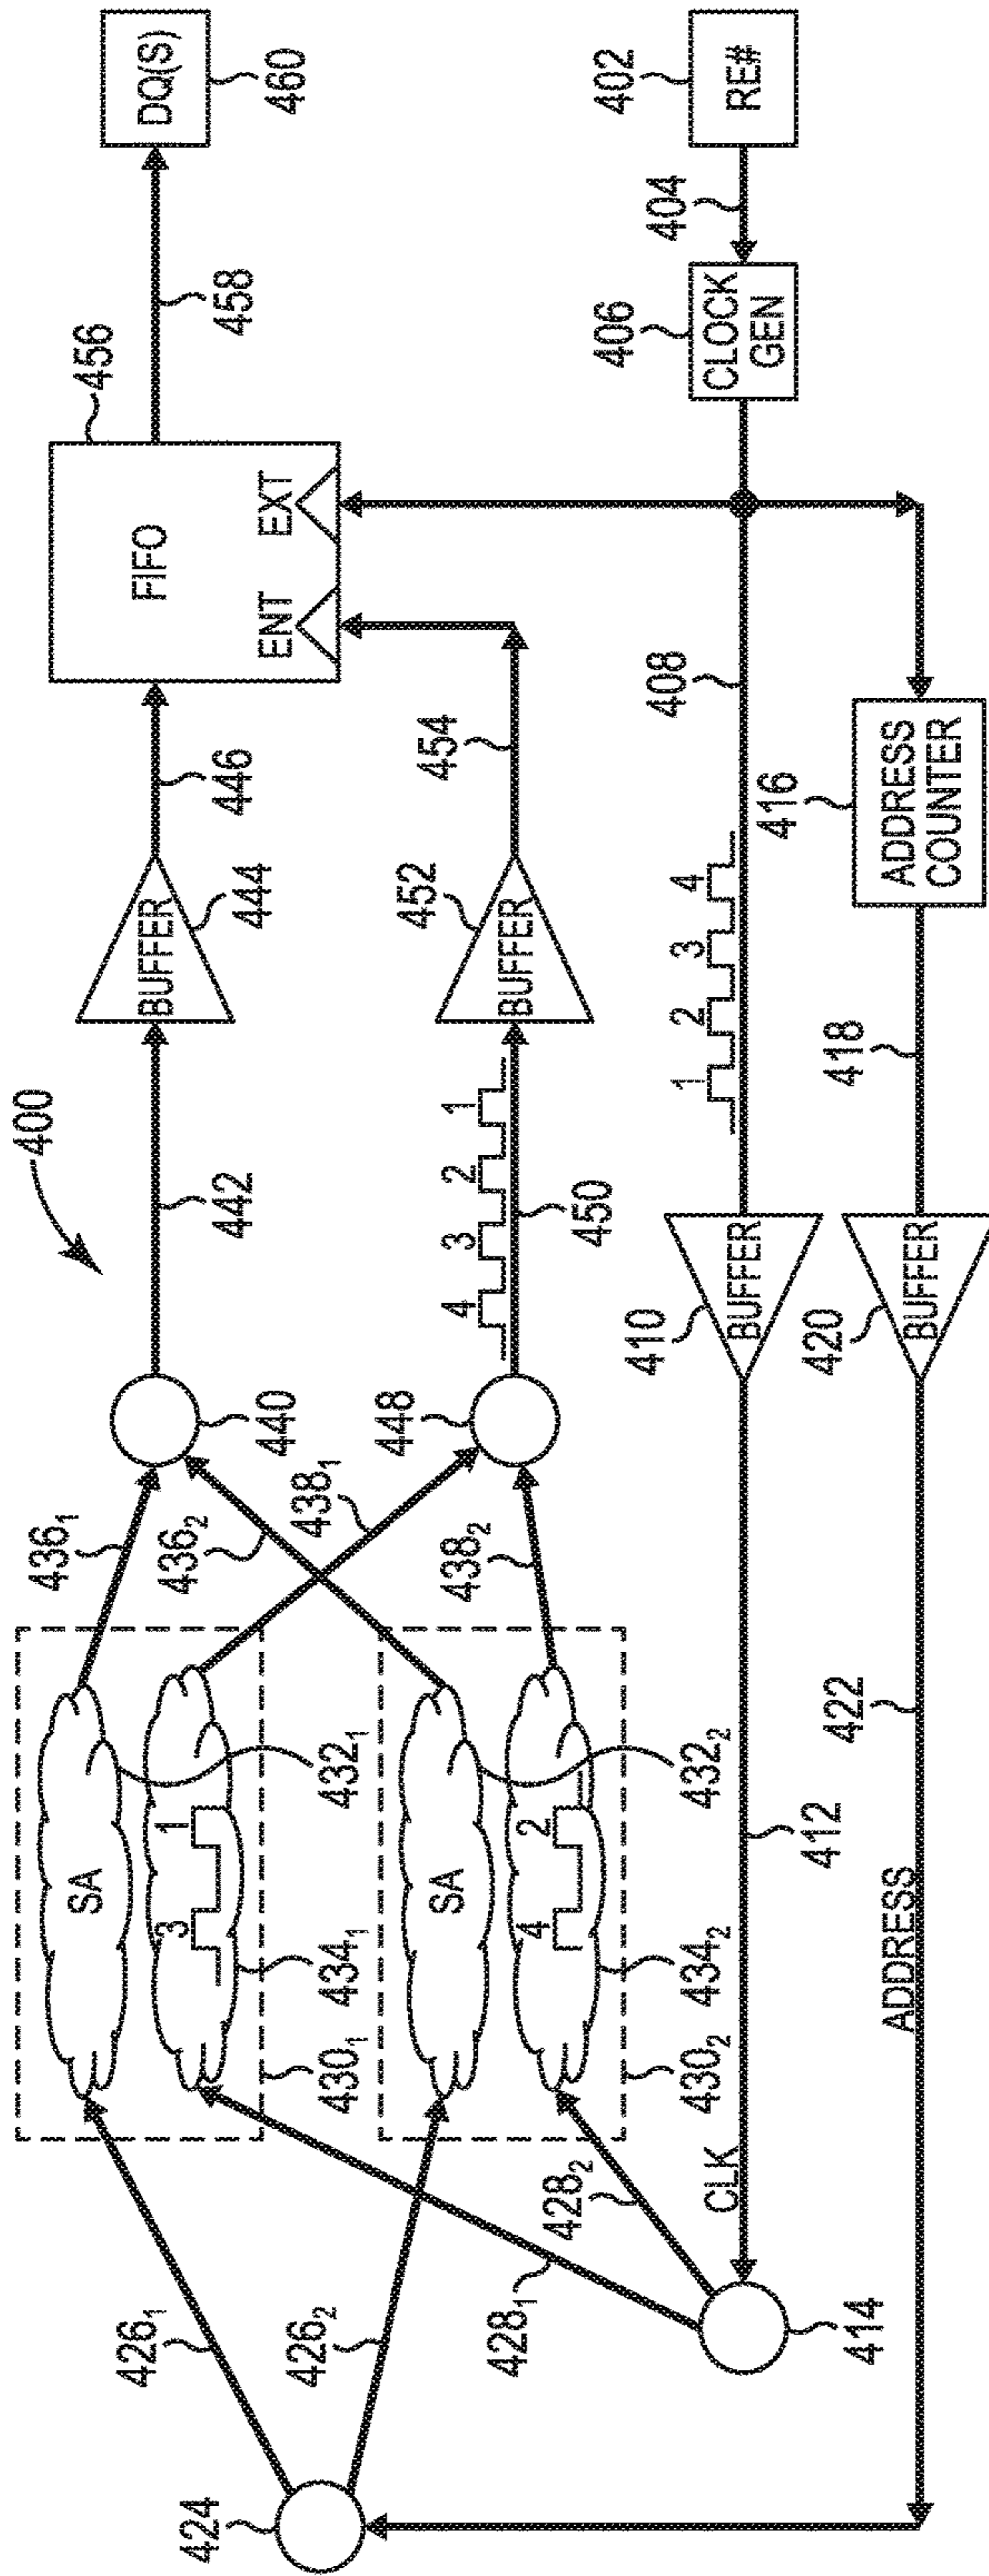 400
424
426₁
426₂
428₁
428₂
414
CLK
ADDRESS
430₁
430₂
SA
3
1
434₁
432₁
SA
4
2
434₂
432₂
436₁
436₂
438₁
438₂
440
448
442
4
3
2
1
450
BUFFER
444
446
BUFFER
452
454
FIFO
ENT
EXT
456
458
DQ(S)
460
RE#
402
404
CLOCK
GEN
406
408
1
2
3
4
ADDRESS
COUNTER
416
418
BUFFER
410
BUFFER
420
412
422